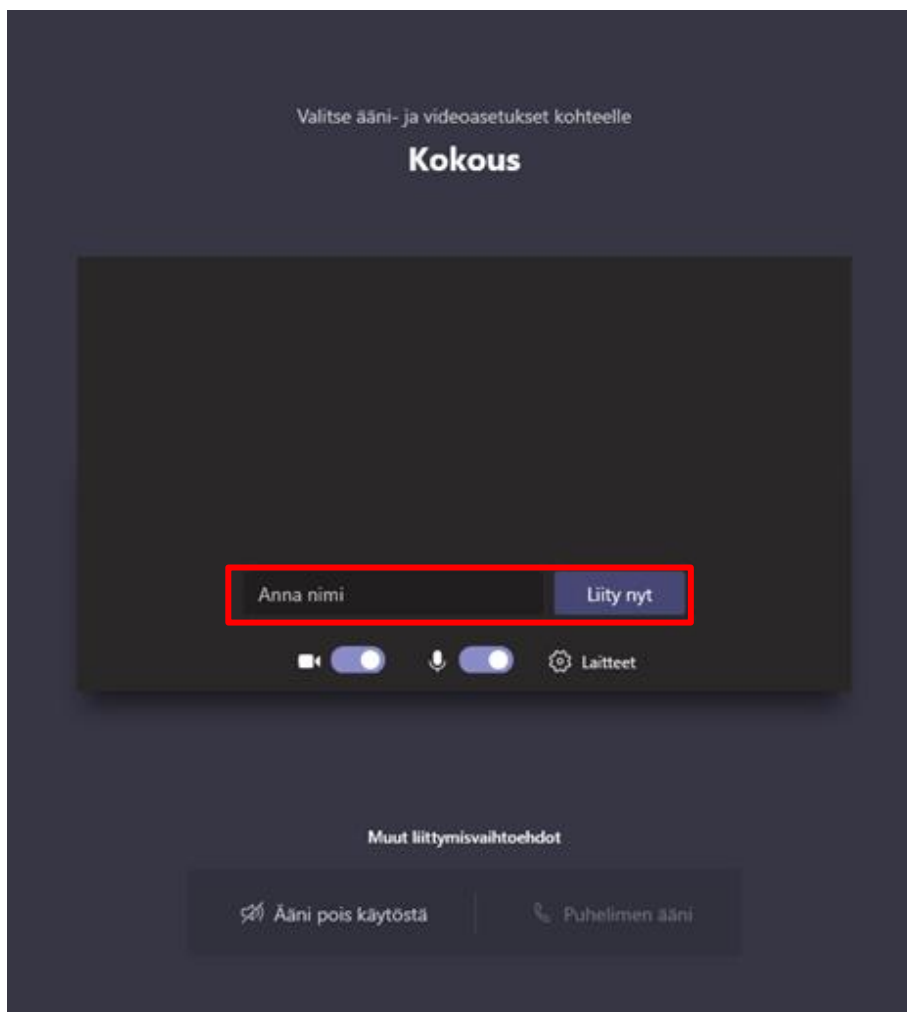 Valitse ääni- ja videoasetukset kohteelle
Kokous
Anna nimi Liity nyt
Laitteet
Muut liittymisvaihtoehdot
Ääni pois käytöstä Puhelimen ääni